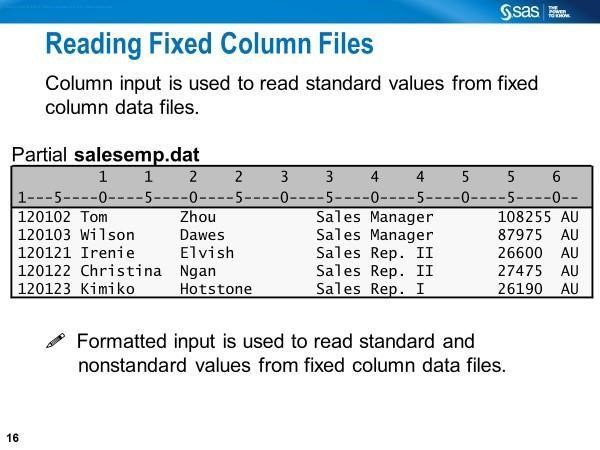 sas
THE
POWER
TO KNOW.
Reading Fixed Column Files
Column input is used to read standard values from fixed
column data files.
Partial salesemp.dat
1    1    2    2    3    3    4    4    5    5    6
1---5----0----5----0----5----0----5----0----5----0----5----0--
120102 Tom        Zhou           Sales Manager       108255 AU
120103 Wilson     Dawes          Sales Manager       87975  AU
120121 Irenie     Elvish         Sales Rep. II       26600  AU
120122 Christina  Ngan           Sales Rep. II       27475  AU
120123 Kimiko     Hotstone       Sales Rep. I        26190  AU
Formatted input is used to read standard and
nonstandard values from fixed column data files.
16